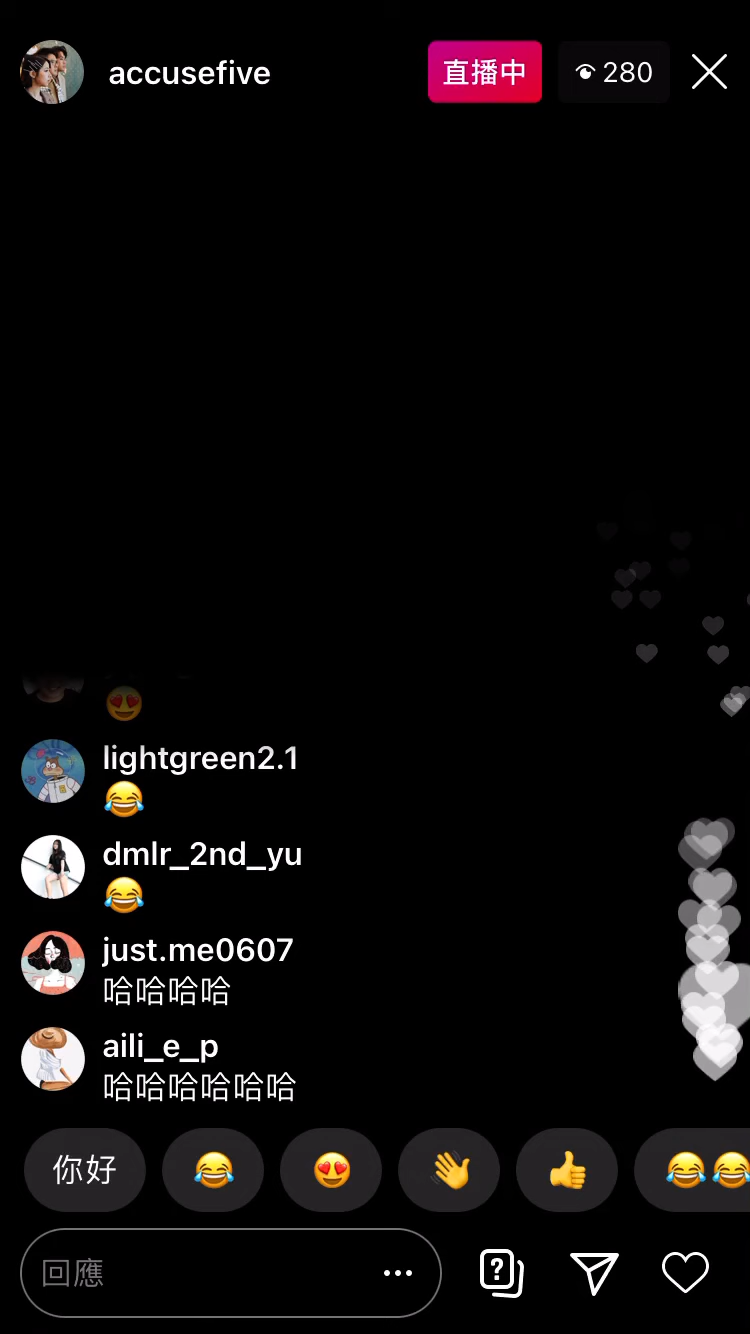 accusefive
直播中
280
😍
lightgreen2.1
😂
dmlr_2nd_yu
😂
just.me0607
哈哈哈哈
aili_e_p
哈哈哈哈哈哈
你好 😂 😍 👋 👍 😂😂
回應